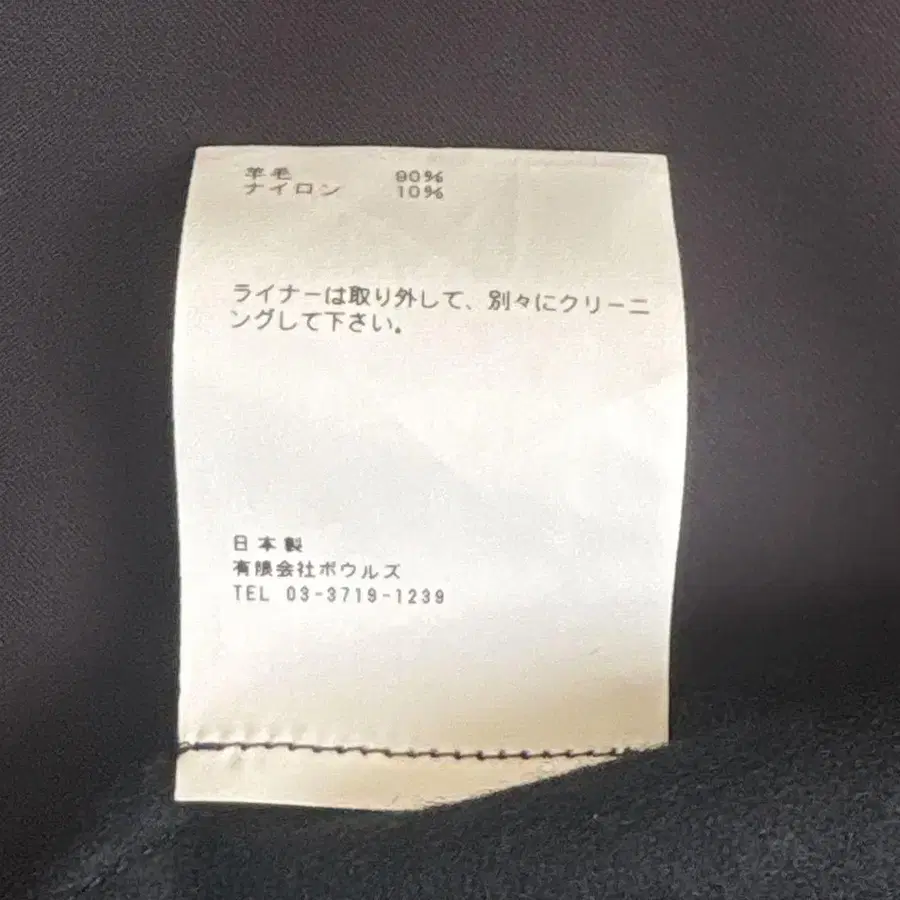 羊毛 90%
ナイロン 10%
ライナーは取り外して、別々にクリーニ
ングして下さい。
日本製
有限会社ボウルズ
TEL 03-3719-1239